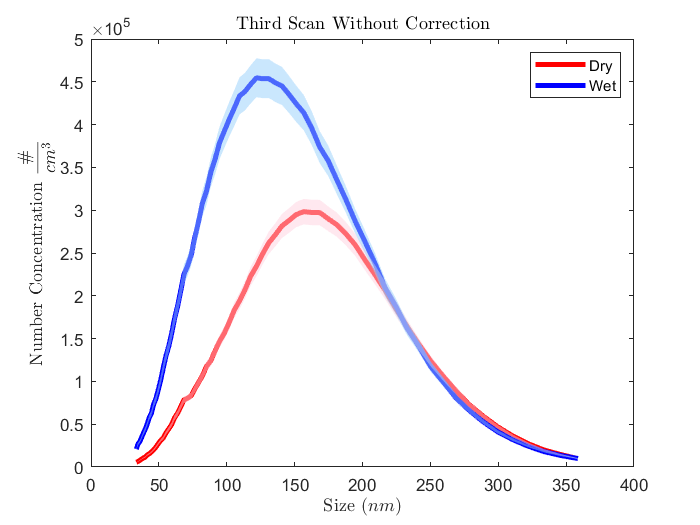 Third Scan Without Correction
×10^5
5
4.5
4
3.5
3
2.5
2
1.5
1
0.5
0
Number Concentration #/cm^3
Dry
Wet
0 50 100 150 200 250 300 350 400
Size (nm)